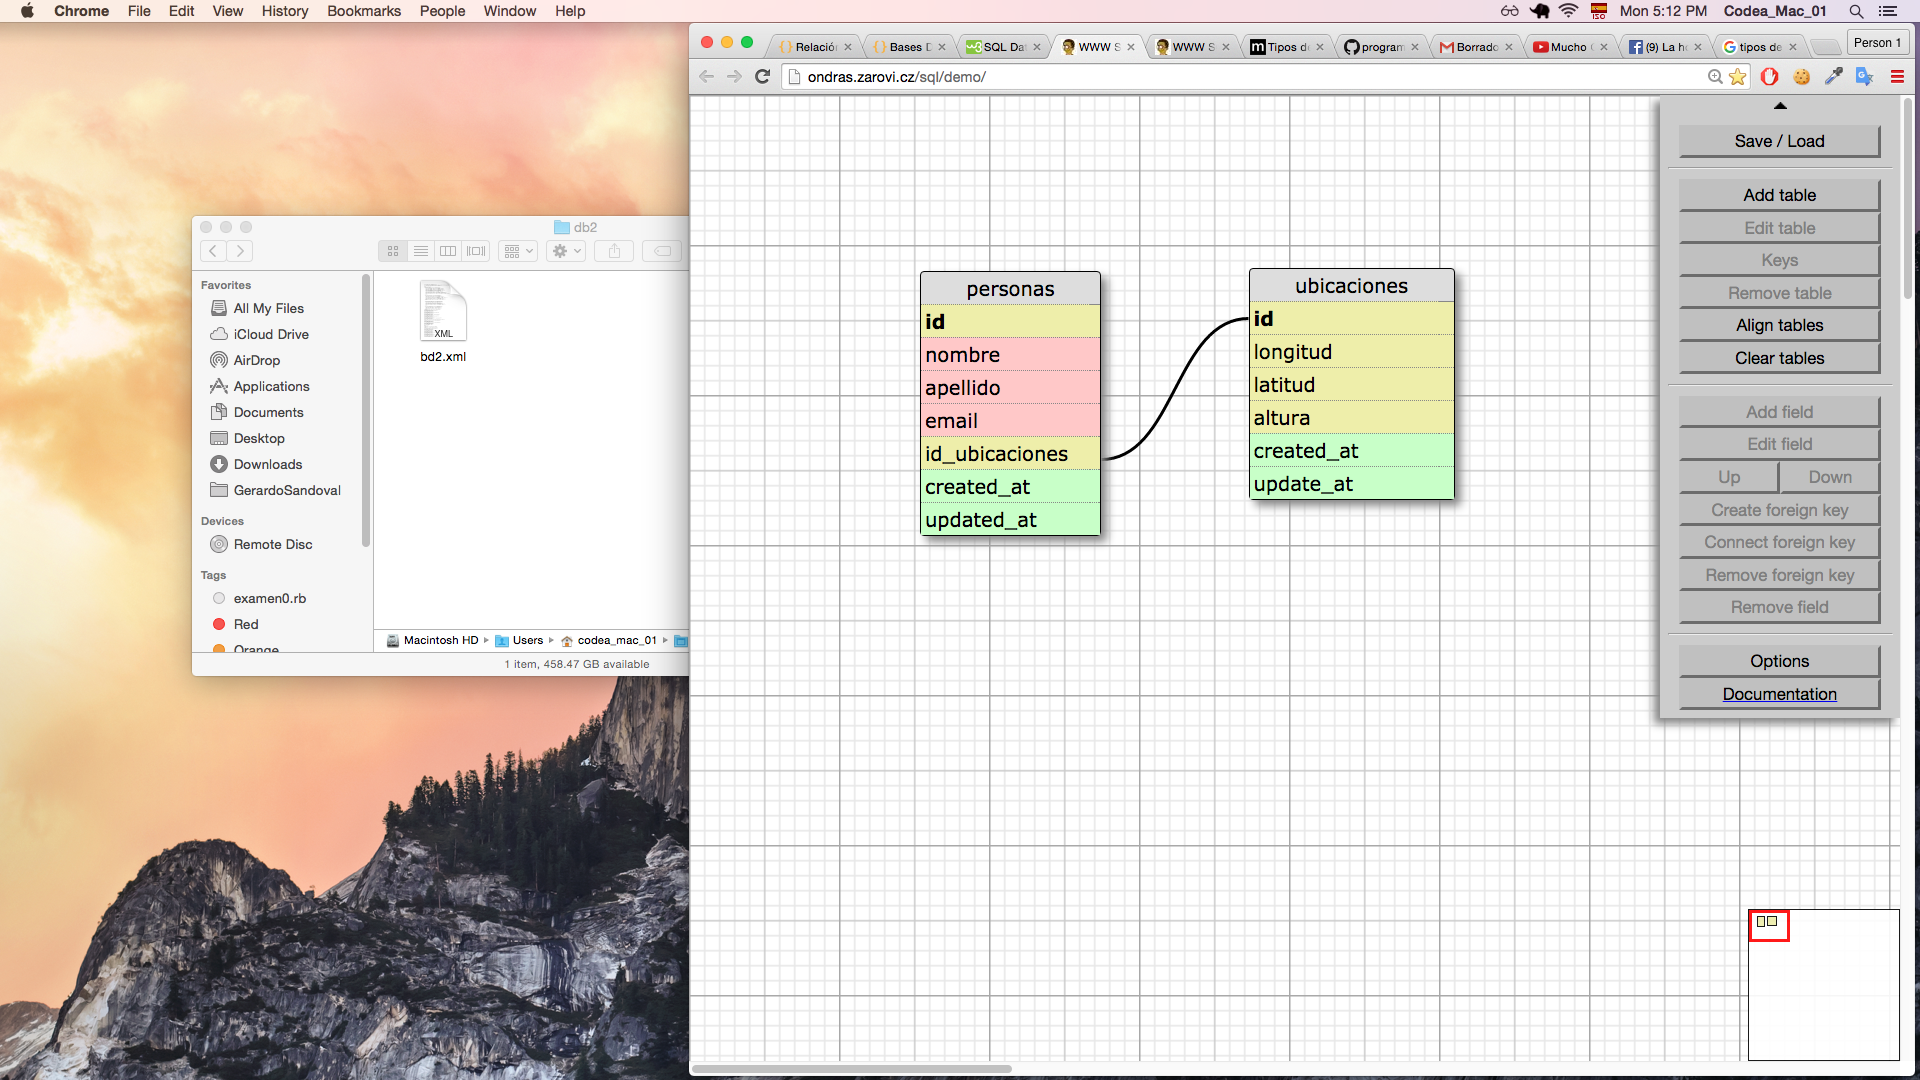 Chrome File Edit View History Bookmarks People Window Help
ISO Mon 5:12 PM Codea_Mac_01
Relació
Bases D
SQL Da
WWW S
WWW S
Tipos de
program
Borrado
Mucho
(9) La h
tipos de
Person 1
ondras.zarovi.cz/sql/demo/
db2
Favorites
All My Files
iCloud Drive
AirDrop
Applications
Documents
Desktop
Downloads
GerardoSandoval
Devices
Remote Disc
Tags
examen0.rb
Red
Orange
XML
bd2.xml
Macintosh HD Users codea_mac_01
1 item, 458.47 GB available
personas
id
nombre
apellido
email
id_ubicaciones
created_at
updated_at
ubicaciones
id
longitud
latitud
altura
created_at
update_at
Save / Load
Add table
Edit table
Keys
Remove table
Align tables
Clear tables
Add field
Edit field
Up Down
Create foreign key
Connect foreign key
Remove foreign key
Remove field
Options
Documentation